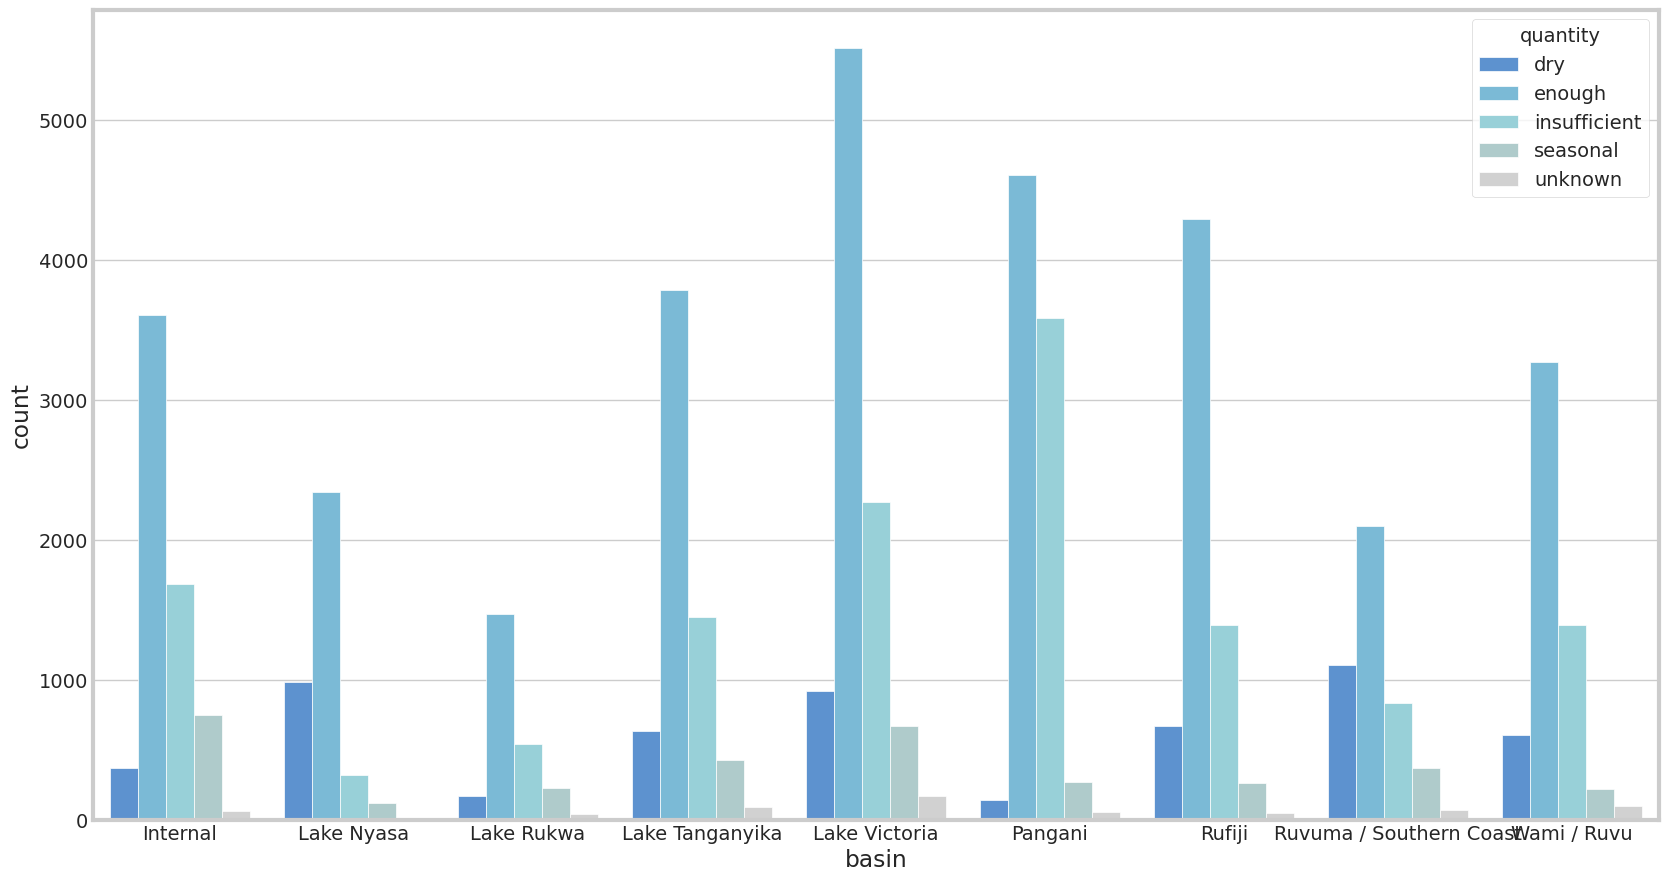 quantity
dry
enough
insufficient
seasonal
unknown
5000
4000
3000
2000
1000
0
count
Internal
Lake Nyasa
Lake Rukwa
Lake Tanganyika
Lake Victoria
Pangani
Rufiji
Ruvuma / Southern Coast
Wami / Ruvu
basin